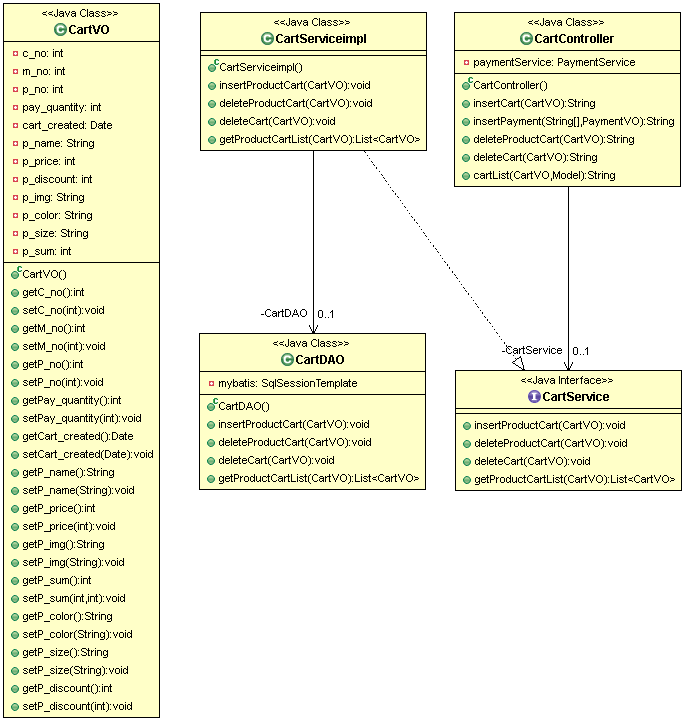 <<Java Class>>
CartVO
c_no: int
m_no: int
p_no: int
pay_quantity: int
cart_created: Date
p_name: String
p_price: int
p_discount: int
p_img: String
p_color: String
p_size: String
p_sum: int
CartVO()
getC_no():int
setC_no(int):void
getM_no():int
setM_no(int):void
getP_no():int
setP_no(int):void
getPay_quantity():int
setPay_quantity(int):void
getCart_created():Date
setCart_created(Date):void
getP_name():String
setP_name(String):void
getP_price():int
setP_price(int):void
getP_img():String
setP_img(String):void
getP_sum():int
setP_sum(int,int):void
getP_color():String
setP_color(String):void
getP_size():String
setP_size(String):void
getP_discount():int
setP_discount(int):void
<<Java Class>>
CartServiceimpl
CartServiceimpl()
insertProductCart(CartVO):void
deleteProductCart(CartVO):void
deleteCart(CartVO):void
getProductCartList(CartVO):List<CartVO>
<<Java Class>>
CartController
paymentService: PaymentService
CartController()
insertCart(CartVO):String
insertPayment(String[],PaymentVO):String
deleteProductCart(CartVO):String
deleteCart(CartVO):String
cartList(CartVO,Model):String
-CartDAO 0..1
<<Java Class>>
CartDAO
mybatis: SqlSessionTemplate
CartDAO()
insertProductCart(CartVO):void
deleteProductCart(CartVO):void
deleteCart(CartVO):void
getProductCartList(CartVO):List<CartVO>
-CartService 0..1
<<Java Interface>>
CartService
insertProductCart(CartVO):void
deleteProductCart(CartVO):void
deleteCart(CartVO):void
getProductCartList(CartVO):List<CartVO>